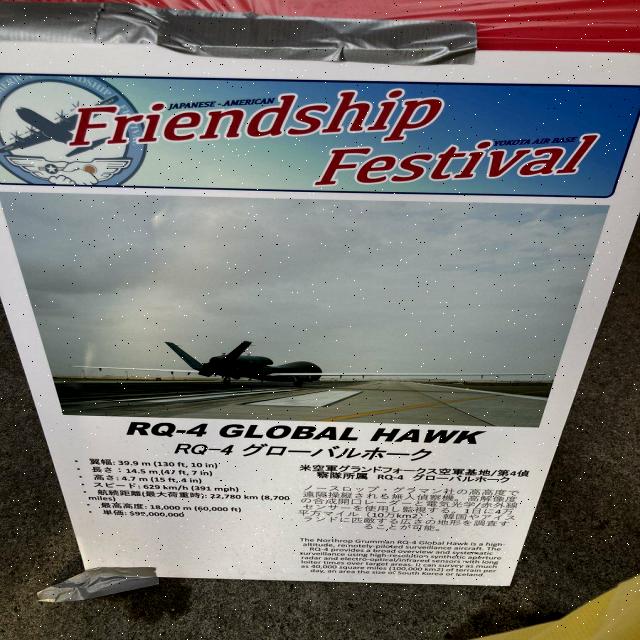 JAPANESE - AMERICAN
Friendship
YOKOTA AIR BASE
Festival
RQ-4 GLOBAL HAWK
RQ-4 グローバルホーク
• 翼幅: 39.9 m (130 ft, 10 in)
• 長さ : 14.5 m(47 ft, 7 in)
• 高さ: 4.7 m (15 ft, 4 in)
• スピード: 629 km/h (391 mph)
• 航続距離(最大荷重時): 22,780 km (8,700
miles)
• 最高高度: 18,000 m (60,000 ft)
• 単価: $92,000,000
米空軍グランドフォークス空軍基地/第4偵
察隊所属 RQ-4 グローバルホーク
ノースロップ・グラマン社の高高度で
遠隔操縦される無人偵察機。高解像度
の合成開口レーダーと電気光学/赤外線
センサーを使用し監視する。1日に4万
平方マイル (10万km2)、韓国やアイス
ランドに匹敵する広さの地形を調査す
ることが可能。
The Northrop Grumman RQ-4 Global Hawk is a high-
altitude, remotely-piloted surveillance aircraft. The
RQ-4 provides a broad overview and systematic
surveillance using high-resolution synthetic aperture
radar and electro-optical/infrared sensors with long
loiter times over target areas. It can survey as much
as 40,000 square miles (100,000 km2) of terrain per
day, an area the size of South Korea or Iceland.